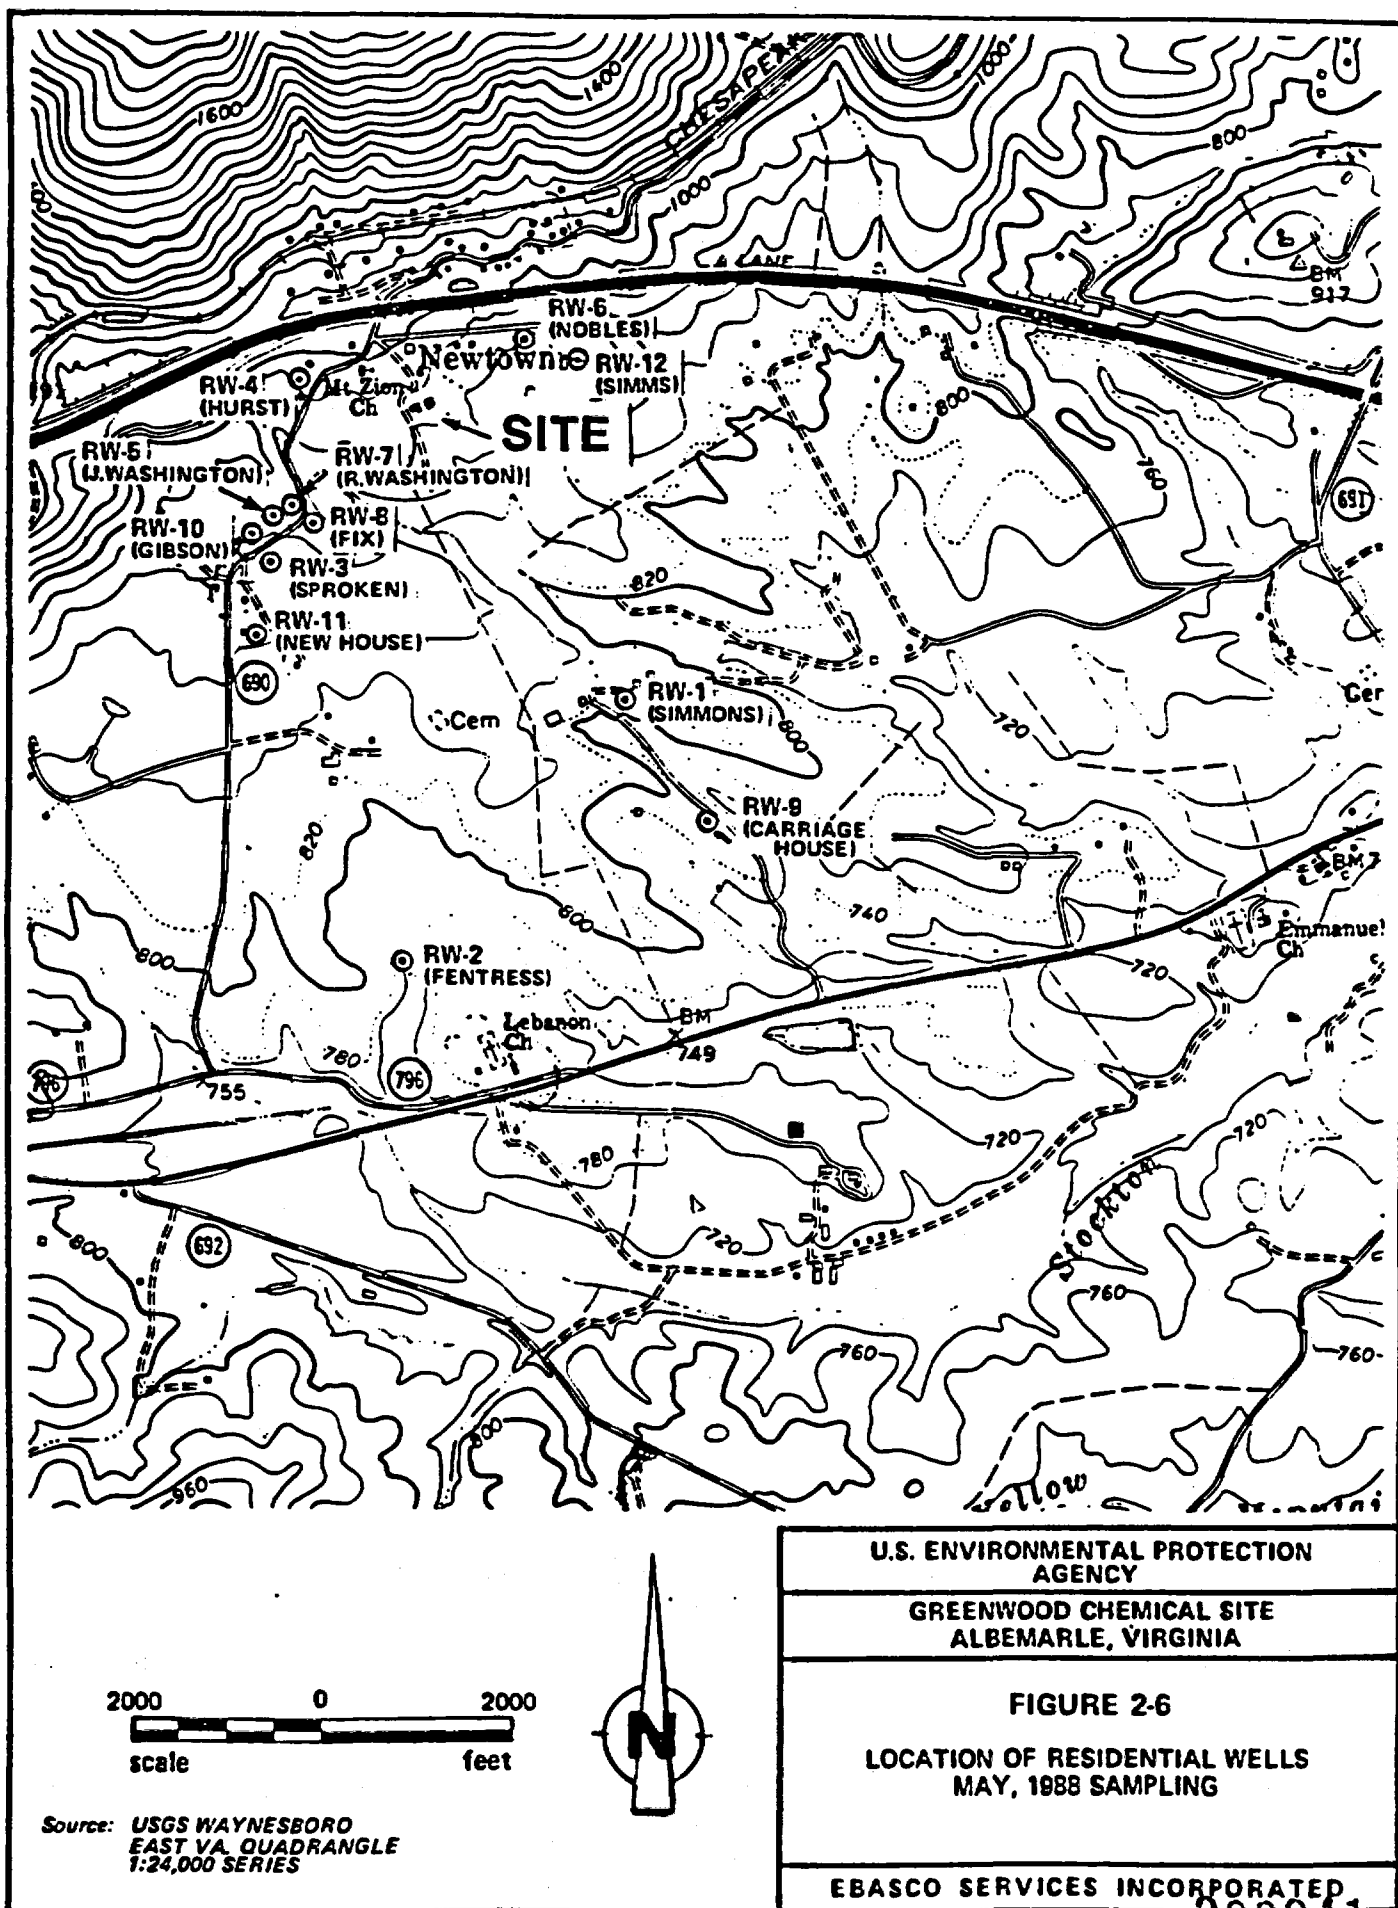 1600
1400
CHESAPEAK
1000
1000
800
4 LANE
BM
917
RW-6
(NOBLES)
Newtown
RW-12
(SIMMS)
RW-4
(HURST)
Mt Zion
Ch
SITE
800
760
RW-5
(J.WASHINGTON)
RW-7
(R.WASHINGTON)
691
RW-10
(GIBSON)
RW-8
(FIX)
RW-3
(SPROKEN)
820
RW-11
(NEW HOUSE)
690
RW-1
(SIMMONS)
Cem
800
720
Cer
RW-9
(CARRIAGE
HOUSE)
820
BM 7
740
800
800
Emmanuel
Ch
RW-2
(FENTRESS)
720
Lebanon
Ch
BM
749
780
796
796
755
720
720
780
Stockton
692
800
720
760
760
760
800
960
ollow
U.S. ENVIRONMENTAL PROTECTION
AGENCY
GREENWOOD CHEMICAL SITE
ALBEMARLE, VIRGINIA
FIGURE 2-6
LOCATION OF RESIDENTIAL WELLS
MAY, 1988 SAMPLING
EBASCO SERVICES INCORPORATED
2000 0 2000
scale feet
N
Source: USGS WAYNESBORO
EAST VA. QUADRANGLE
1:24,000 SERIES